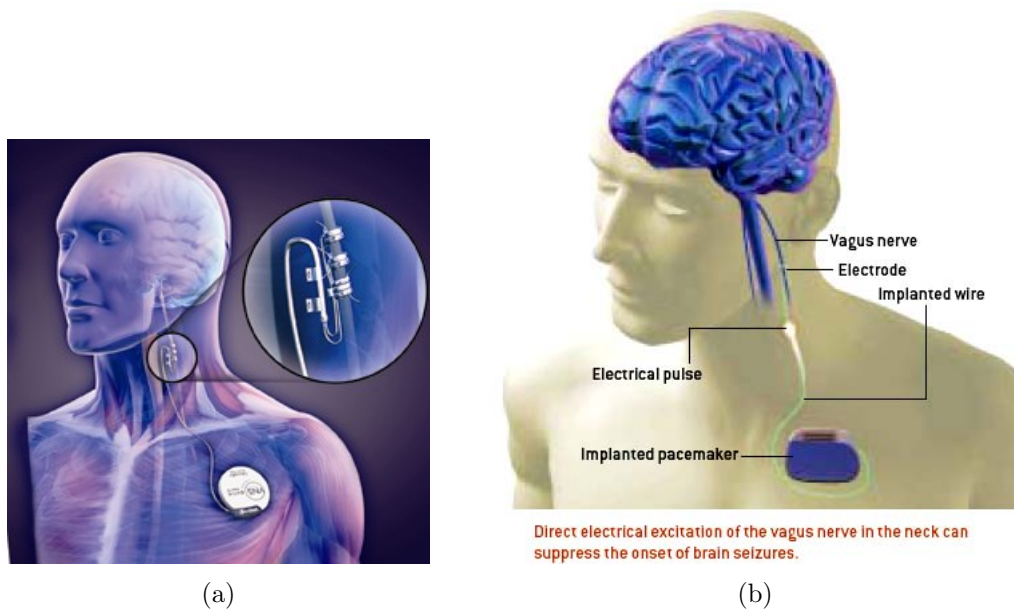 VNS
Vagus nerve
Electrode
Implanted wire
Electrical pulse
Implanted pacemaker
Direct electrical excitation of the vagus nerve in the neck can
suppress the onset of brain seizures.
(a)
(b)